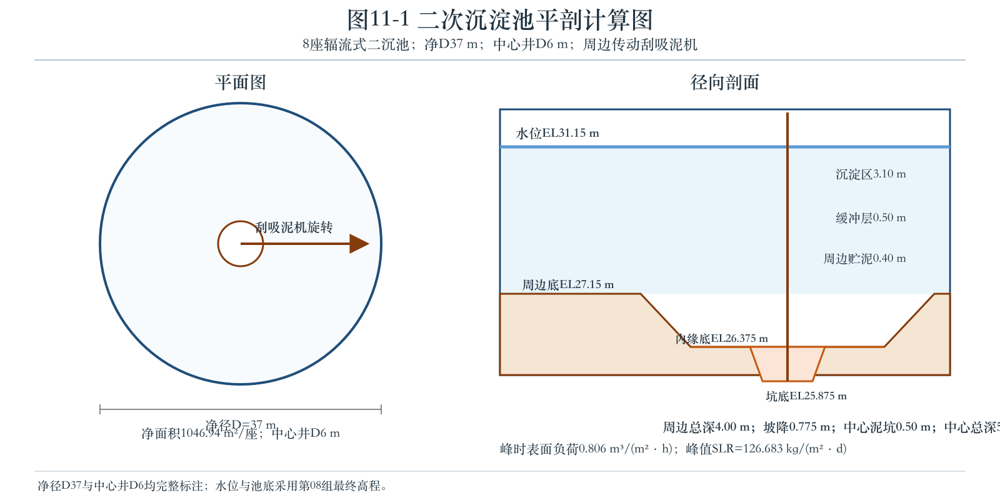 图11-1 二次沉淀池平剖计算图
8座辐流式二沉池；净D37 m；中心井D6 m；周边传动刮吸泥机
平面图
刮吸泥机旋转
净径D=37 m
净面积1046.94 m²/座；中心井D6 m
径向剖面
水位EL31.15 m
沉淀区3.10 m
缓冲层0.50 m
周边贮泥0.40 m
周边底EL27.15 m
内缘底EL26.375 m
坑底EL25.875 m
周边总深4.00 m；坡降0.775 m；中心泥坑0.50 m；中心总深5
峰时表面负荷0.806 m³/(m² · h)；峰值SLR=126.683 kg/(m² · d)
净径D37与中心井D6均完整标注；水位与池底采用第08组最终高程。